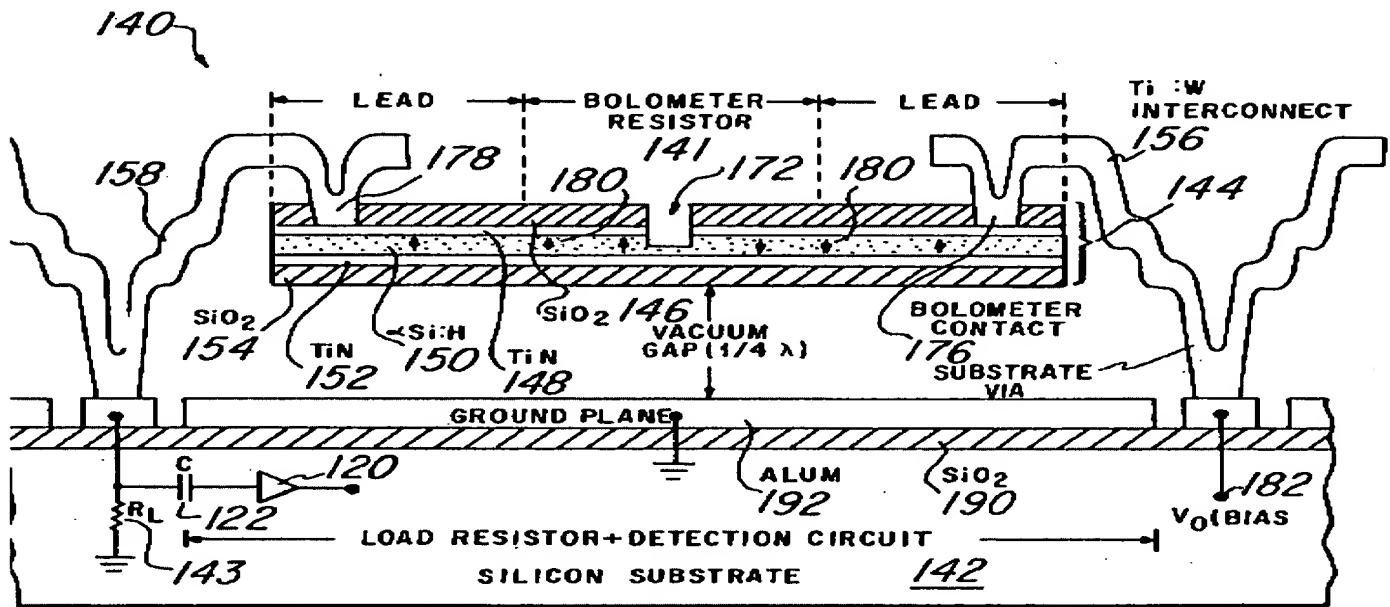 140
LEAD
BOLOMETER
RESISTOR
141
LEAD
Ti :W
INTERCONNECT
156
158
178
180
172
180
144
SiO2
154
TiN
152
αSi:H
150
TiN
148
SiO2 146
VACUUM
GAP (1/4 λ)
BOLOMETER
CONTACT
176
SUBSTRATE
VIA
GROUND PLANE
C
120
122
RL
143
ALUM
192
SiO2
190
182
VO(BIAS
LOAD RESISTOR+DETECTION CIRCUIT
SILICON SUBSTRATE 142